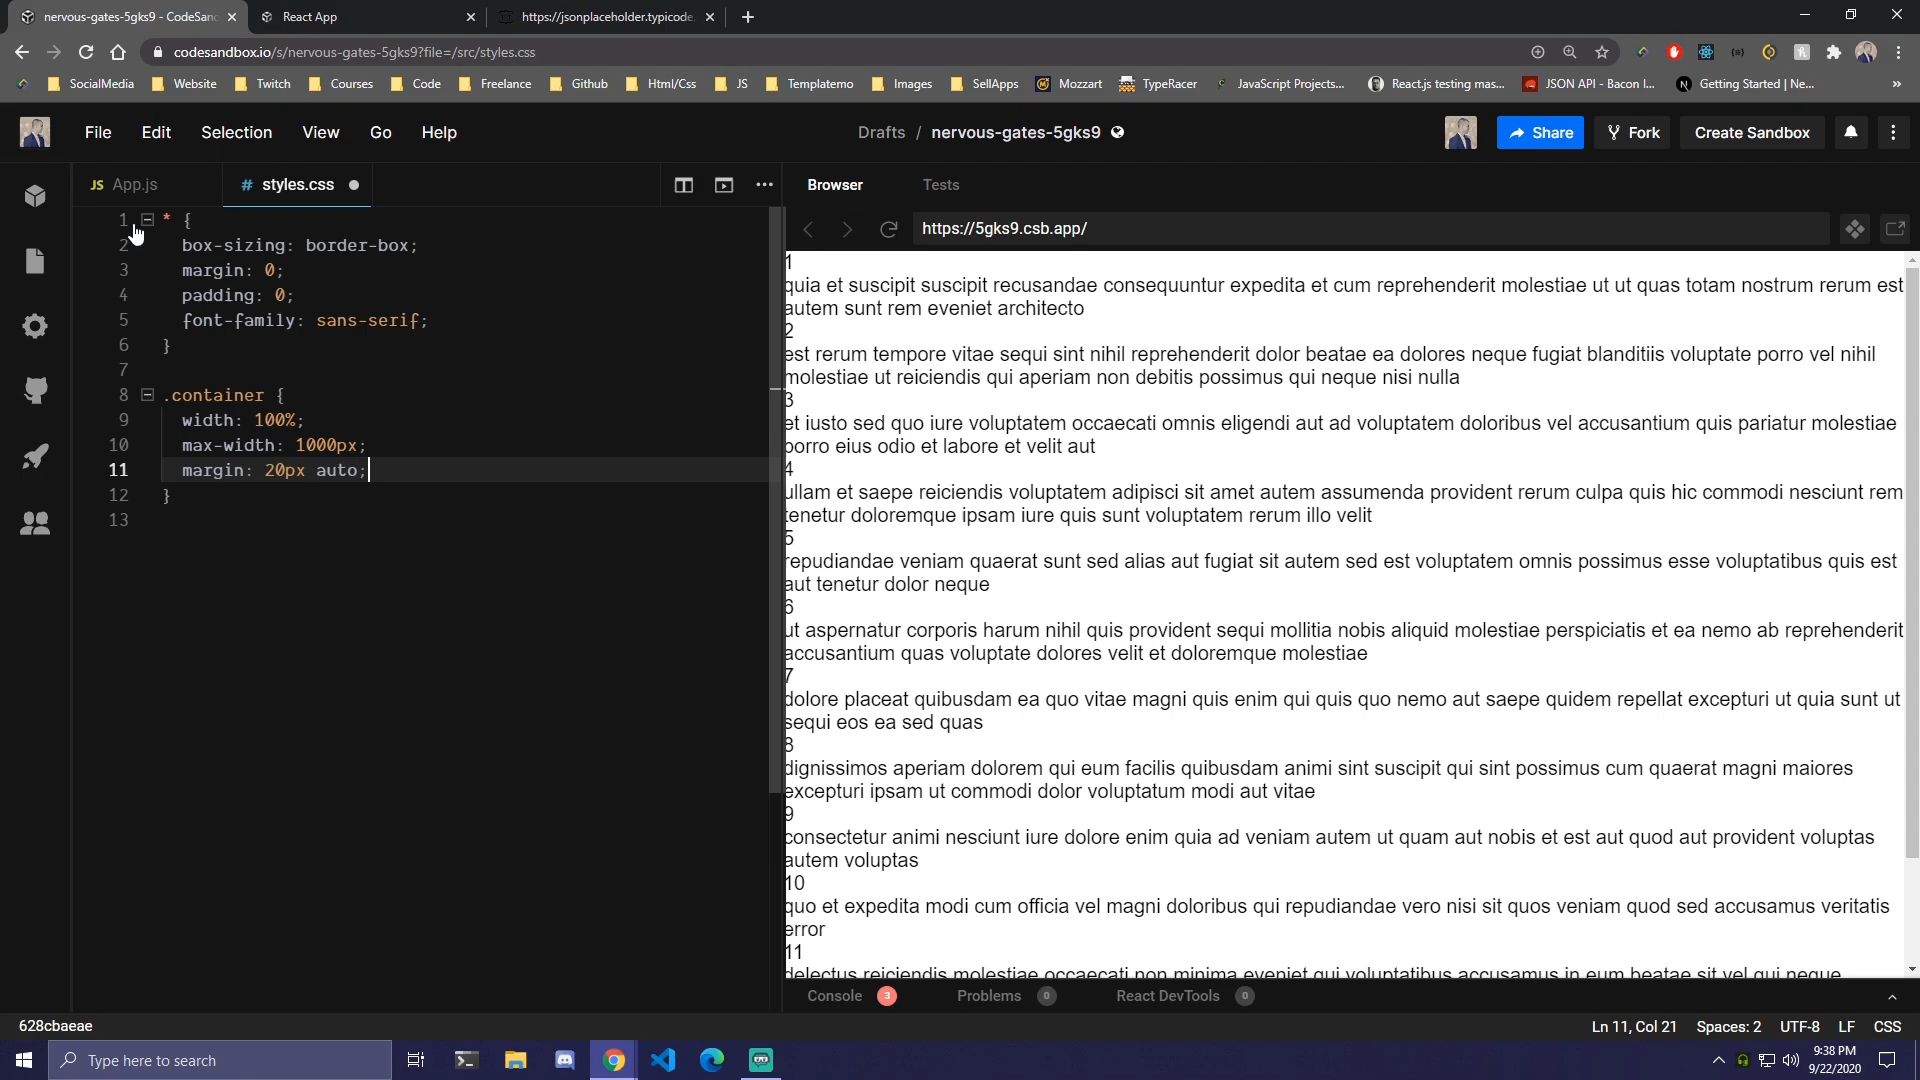 nervous-gates-5gks9 - CodeSan
React App
https://jsonplaceholder.typicode.
codesandbox.io/s/nervous-gates-5gks9?file=/src/styles.css
SocialMedia
Website
Twitch
Courses
Code
Freelance
Github
Html/Css
JS
Templatemo
Images
SellApps
Mozzart
TypeRacer
JavaScript Projects...
React.js testing mas...
JSON API - Bacon I...
Getting Started | Ne...
»
File Edit Selection View Go Help
Drafts / nervous-gates-5gks9
Share
Fork
Create Sandbox
JS App.js
# styles.css
Browser
Tests
https://5gks9.csb.app/
1 * {
2 box-sizing: border-box;
3 margin: 0;
4 padding: 0;
5 font-family: sans-serif;
6 }
7
8 .container {
9 width: 100%;
10 max-width: 1000px;
11 margin: 20px auto;
12 }
13
1
quia et suscipit suscipit recusandae consequuntur expedita et cum reprehenderit molestiae ut ut quas totam nostrum rerum est
autem sunt rem eveniet architecto
2
est rerum tempore vitae sequi sint nihil reprehenderit dolor beatae ea dolores neque fugiat blanditiis voluptate porro vel nihil
molestiae ut reiciendis qui aperiam non debitis possimus qui neque nisi nulla
3
et iusto sed quo iure voluptatem occaecati omnis eligendi aut ad voluptatem doloribus vel accusantium quis pariatur molestiae
porro eius odio et labore et velit aut
4
ullam et saepe reiciendis voluptatem adipisci sit amet autem assumenda provident rerum culpa quis hic commodi nesciunt rem
tenetur doloremque ipsam iure quis sunt voluptatem rerum illo velit
5
repudiandae veniam quaerat sunt sed alias aut fugiat sit autem sed est voluptatem omnis possimus esse voluptatibus quis est
aut tenetur dolor neque
6
ut aspernatur corporis harum nihil quis provident sequi mollitia nobis aliquid molestiae perspiciatis et ea nemo ab reprehenderit
accusantium quas voluptate dolores velit et doloremque molestiae
7
dolore placeat quibusdam ea quo vitae magni quis enim qui quis quo nemo aut saepe quidem repellat excepturi ut quia sunt ut
sequi eos ea sed quas
8
dignissimos aperiam dolorem qui eum facilis quibusdam animi sint suscipit qui sint possimus cum quaerat magni maiores
excepturi ipsam ut commodi dolor voluptatum modi aut vitae
9
consectetur animi nesciunt iure dolore enim quia ad veniam autem ut quam aut nobis et est aut quod aut provident voluptas
autem voluptas
10
quo et expedita modi cum officia vel magni doloribus qui repudiandae vero nisi sit quos veniam quod sed accusamus veritatis
error
11
delectus reiciendis molestiae occaecati non minima eveniet qui voluptatibus accusamus in eum beatae sit vel qui neque
Console 3
Problems 0
React DevTools 0
628cbaeae
Ln 11, Col 21 Spaces: 2 UTF-8 LF CSS
Type here to search
9:38 PM
9/22/2020